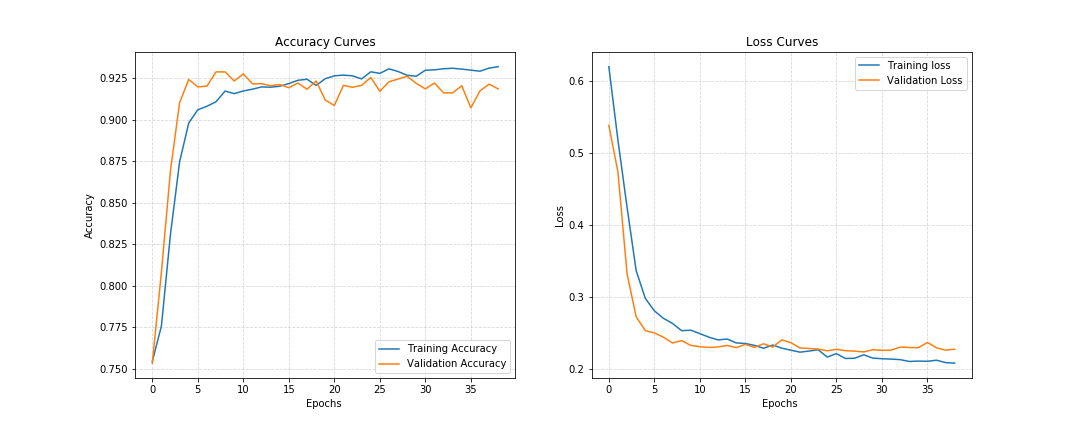 Accuracy Curves
0.925
0.900
0.875
0.850
0.825
0.800
0.775
0.750
Accuracy
0 5 10 15 20 25 30 35
Epochs
Training Accuracy
Validation Accuracy
Loss Curves
0.6
0.5
0.4
0.3
0.2
Loss
0 5 10 15 20 25 30 35
Epochs
Training loss
Validation Loss